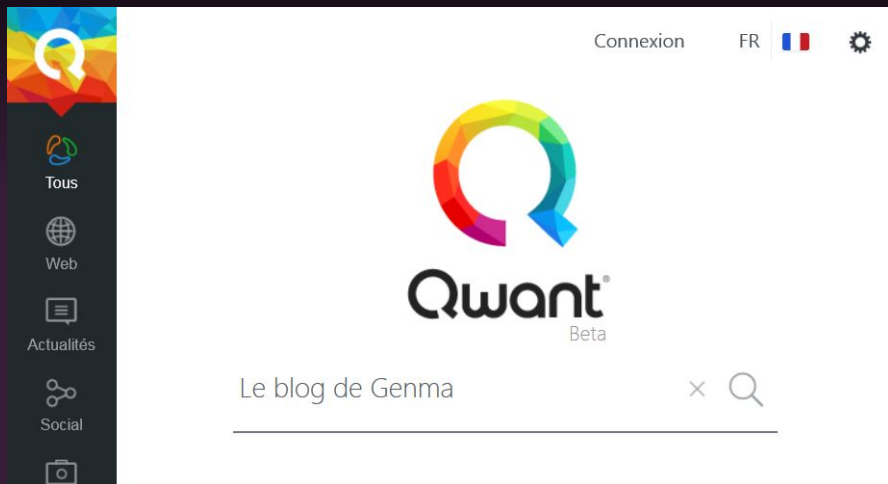 Connexion FR
Tous
Web
Actualités
Social
Qwant®
Beta
Le blog de Genma